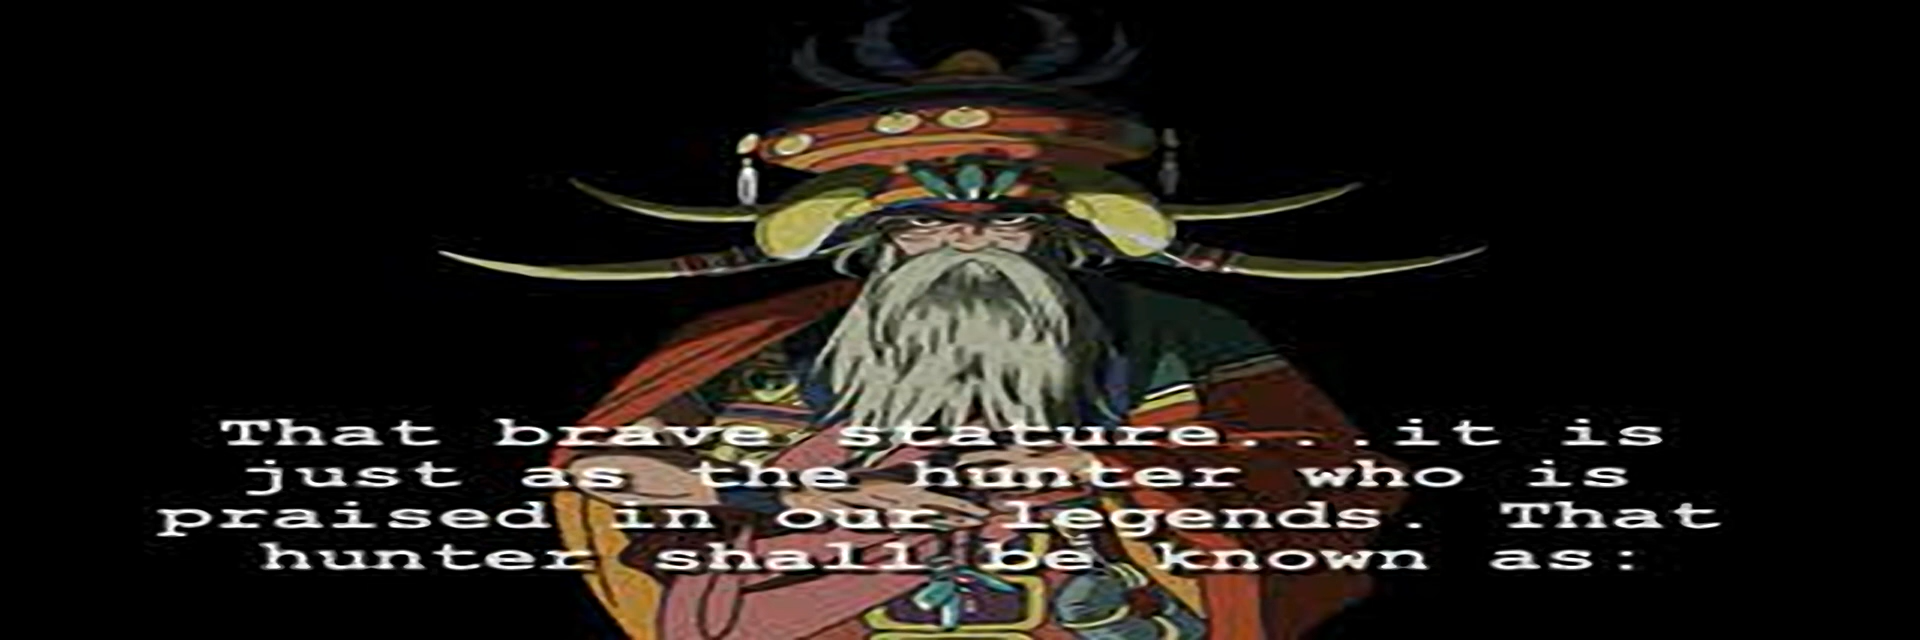 That brave stature...it is
just as the hunter who is
praised in our legends. That
hunter shall be known as: